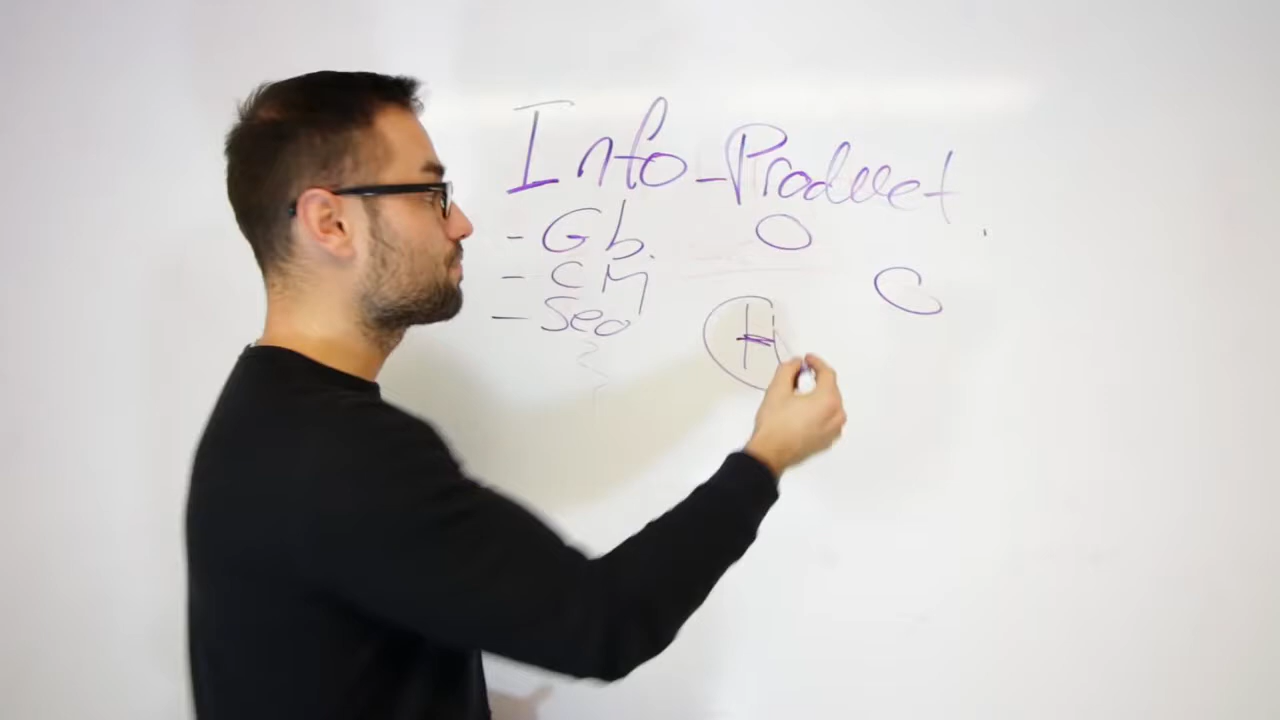 Info-Product
- Gb.
- CM
- Seo
H